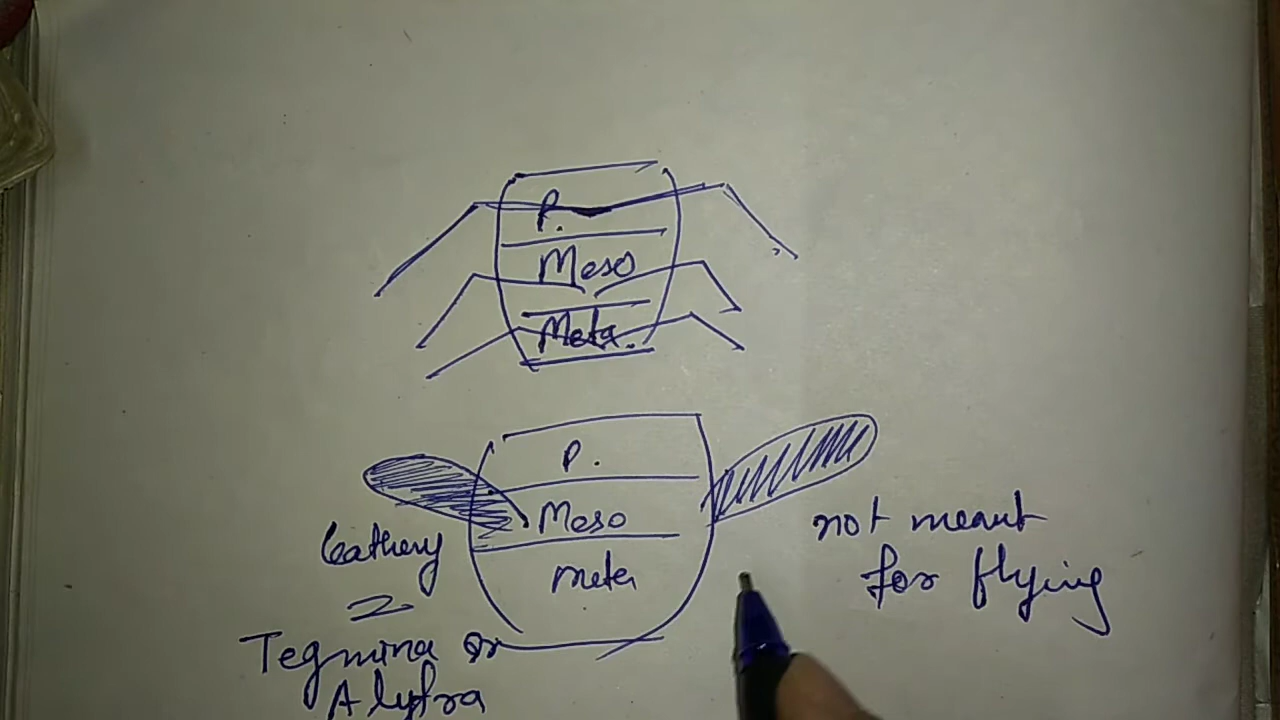 P.
Meso
Meta.
P.
Meso
meta
leathery
Tegmina or
Alytra
not meant
for flying